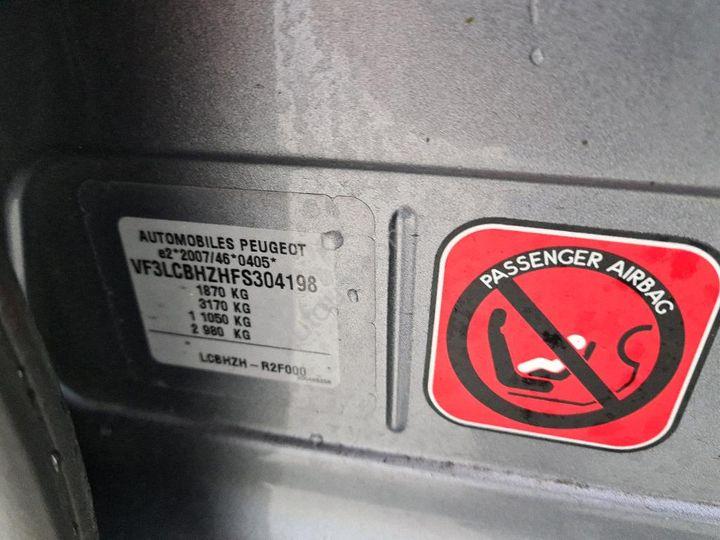 AUTOMOBILES PEUGEOT
e2*2007/46*0405*
VF3LCBHZHFS304198
1870 KG
3170 KG
1 1050 KG
2 980 KG
LCBHZH - R2F000
PASSENGER AIRBAG